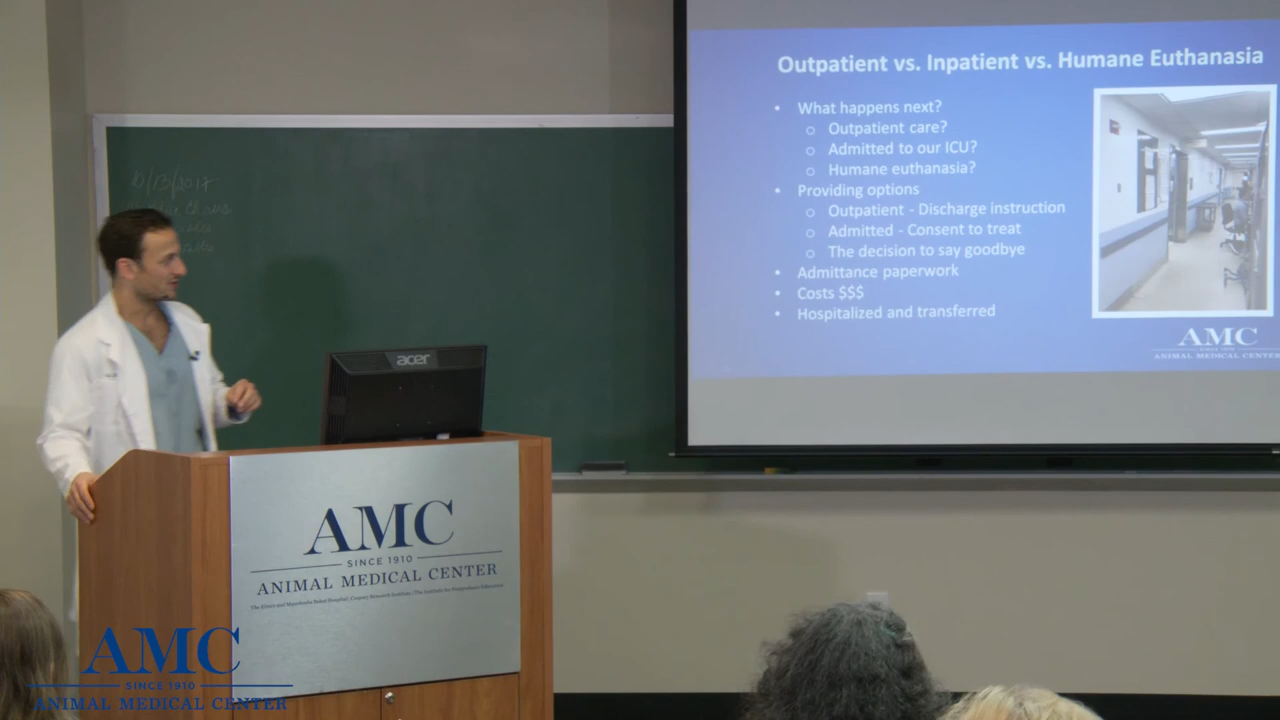 Outpatient vs. Inpatient vs. Humane Euthanasia
• What happens next?
o Outpatient care?
o Admitted to our ICU?
o Humane euthanasia?
• Providing options
o Outpatient - Discharge instruction
o Admitted - Consent to treat
o The decision to say goodbye
• Admittance paperwork
• Costs $$$
• Hospitalized and transferred
AMC
SINCE 1910
ANIMAL MEDICAL CENTER
acer
AMC
SINCE 1910
ANIMAL MEDICAL CENTER
AMC
SINCE 1910
ANIMAL MEDICAL CENTER